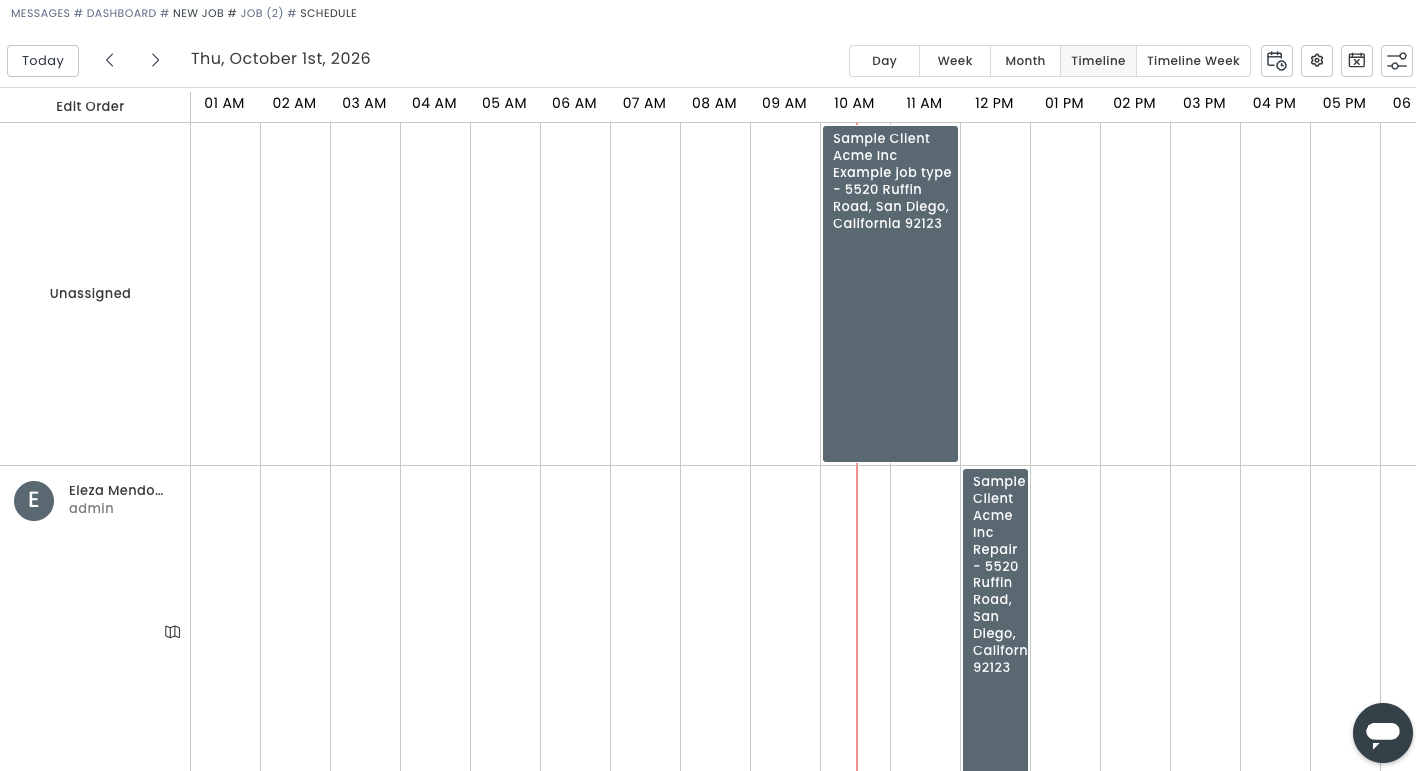 MESSAGES # DASHBOARD # NEW JOB # JOB (2) # SCHEDULE
Today
Thu, October 1st, 2026
Day
Week
Month
Timeline
Timeline Week
Edit Order
01 AM 02 AM 03 AM 04 AM 05 AM 06 AM 07 AM 08 AM 09 AM 10 AM 11 AM 12 PM 01 PM 02 PM 03 PM 04 PM 05 PM 06
Unassigned
Sample Client
Acme Inc
Example job type
- 5520 Ruffin
Road, San Diego,
California 92123
E
Eleza Mendo...
admin
Sample
Client
Acme
Inc
Repair
- 5520
Ruffin
Road,
San
Diego,
Californ
92123